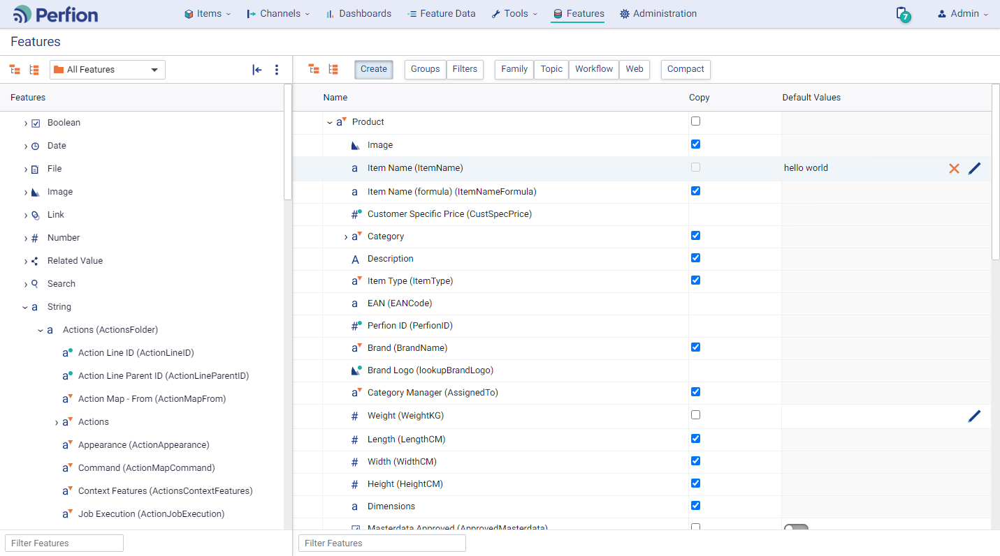 Perfion
Items
Channels
Dashboards
Feature Data
Tools
Features
Administration
7
Admin
Features
All Features
Create
Groups
Filters
Family
Topic
Workflow
Web
Compact
Features
Boolean
Date
File
Image
Link
# Number
Related Value
Search
a String
a Actions (ActionsFolder)
a Action Line ID (ActionLineID)
a Action Line Parent ID (ActionLineParentID)
a Action Map - From (ActionMapFrom)
a Actions
a Appearance (ActionAppearance)
a Command (ActionMapCommand)
a Context Features (ActionsContextFeatures)
a Job Execution (ActionJobExecution)
Filter Features
Name Copy Default Values
a Product
Image
a Item Name (ItemName) hello world
a Item Name (formula) (ItemNameFormula)
# Customer Specific Price (CustSpecPrice)
a Category
A Description
a Item Type (ItemType)
a EAN (EANCode)
# Perfion ID (PerfionID)
a Brand (BrandName)
Brand Logo (lookupBrandLogo)
a Category Manager (AssignedTo)
# Weight (WeightKG)
# Length (LengthCM)
# Width (WidthCM)
# Height (HeightCM)
a Dimensions
Masterdata Approved (ApprovedMasterdata)
Filter Features